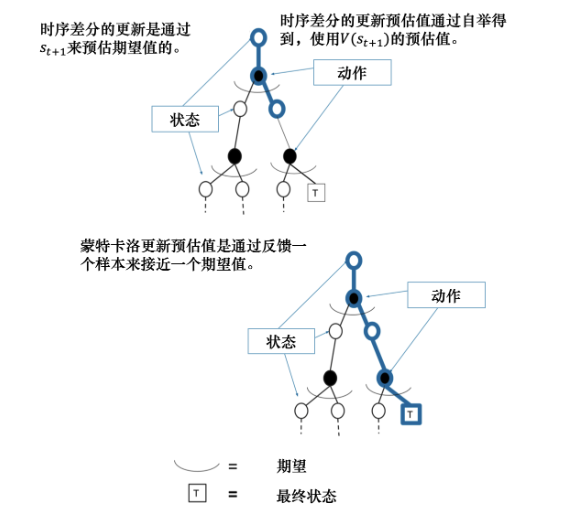 时序差分的更新是通过
s_{t+1}来预估期望值的。
时序差分的更新预估值通过自举得
到，使用V(s_{t+1})的预估值。
动作
状态
T
蒙特卡洛更新预估值是通过反馈一
个样本来接近一个期望值。
动作
状态
T
= 期望
T = 最终状态